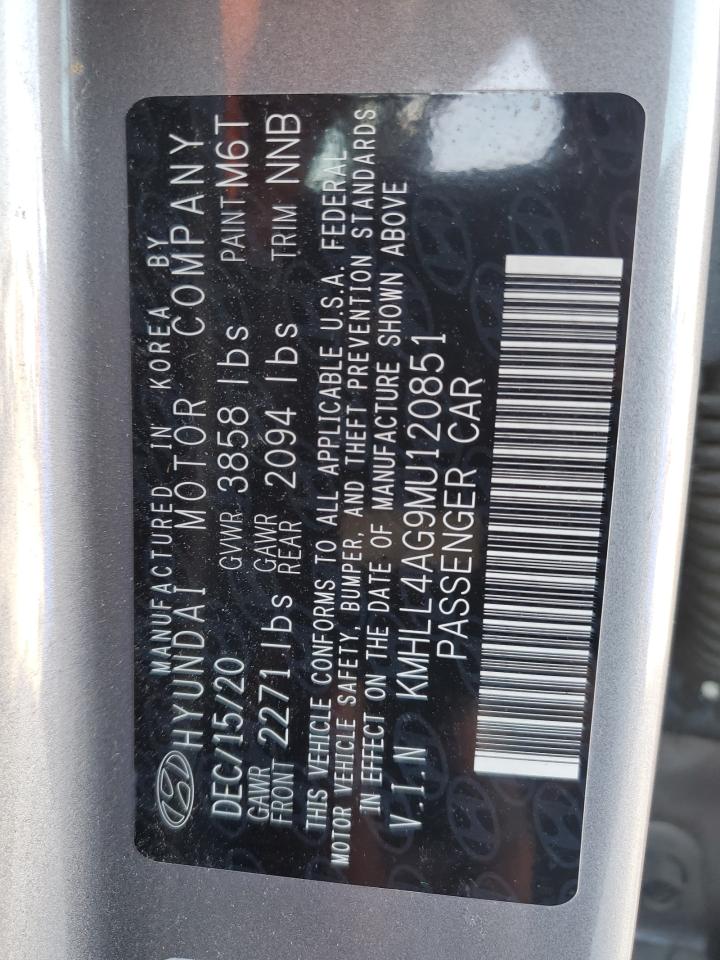 MANUFACTURED IN KOREA BY
HYUNDAI MOTOR COMPANY
DEC/15/20 GVWR 3858 lbs PAINT M6T
GAWR FRONT 2271 lbs GAWR REAR 2094 lbs TRIM NNB
THIS VEHICLE CONFORMS TO ALL APPLICABLE U.S.A. FEDERAL
MOTOR VEHICLE SAFETY, BUMPER, AND THEFT PREVENTION STANDARDS
IN EFFECT ON THE DATE OF MANUFACTURE SHOWN ABOVE
V.I.N KMHLL4AG9MU120851
PASSENGER CAR